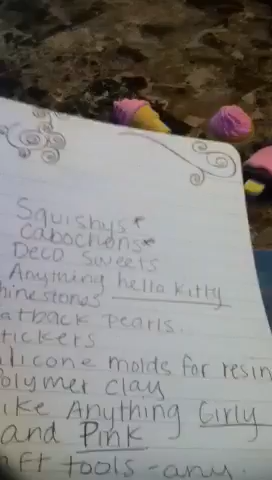 Squishys*
Cabochons*
Deco sweets
Anything hello kitty
hinestones
atback pearls.
tickers
ilicone molds for resin
olymer clay
ike Anything Girly
and Pink
aft tools - any.